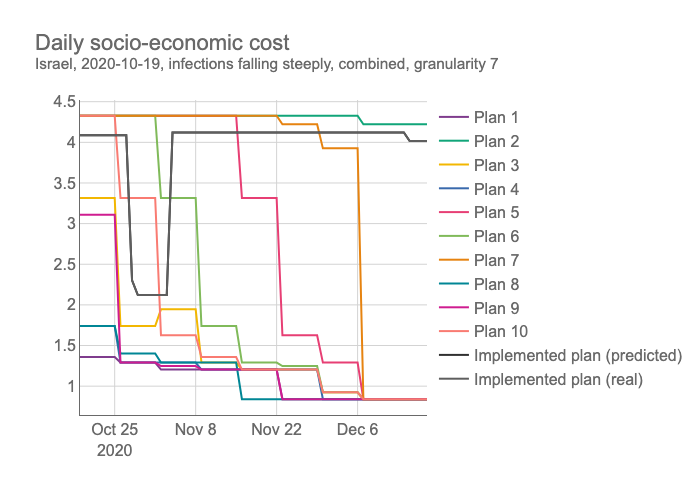 Daily socio-economic cost
Israel, 2020-10-19, infections falling steeply, combined, granularity 7
4.5
4
3.5
3
2.5
2
1.5
1
Oct 25
2020
Nov 8
Nov 22
Dec 6
Plan 1
Plan 2
Plan 3
Plan 4
Plan 5
Plan 6
Plan 7
Plan 8
Plan 9
Plan 10
Implemented plan (predicted)
Implemented plan (real)